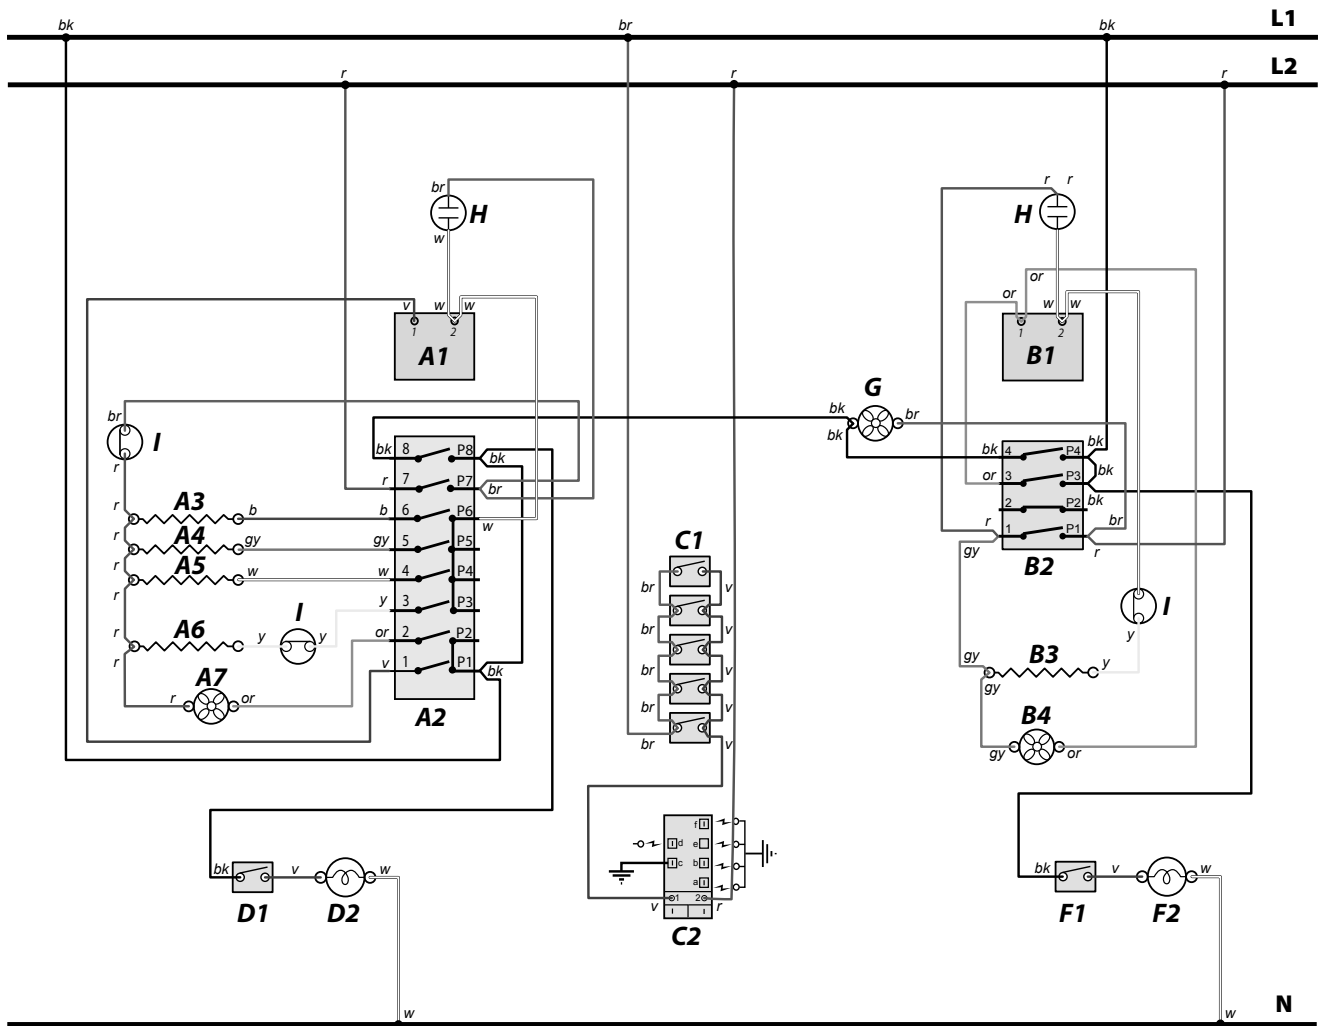 bk br bk L1
r r r L2
br H
w
r r
H
or
or
v w w
1 2
A1
w w
1 2
B1
G
bk br
bk
br
I
r
bk 8 P8 bk
r 7 P7 br
r A3 b b 6 P6 w
r A4 gy gy 5 P5
r A5 w w 4 P4
y 3 P3
r A6 y I y or 2 P2
r v 1 P1 bk
A7
r or
A2
bk 4 P4 bk
or 3 P3 bk
2 P2 bk
r 1 P1 br
gy r
B2
C1
br v
br v
br v
br v
br v
I
y
gy B3 y
gy
B4
gy or
f
d e
c b
a
1 2
v r
C2
bk v w
D1 D2
bk v w
F1 F2
w w N